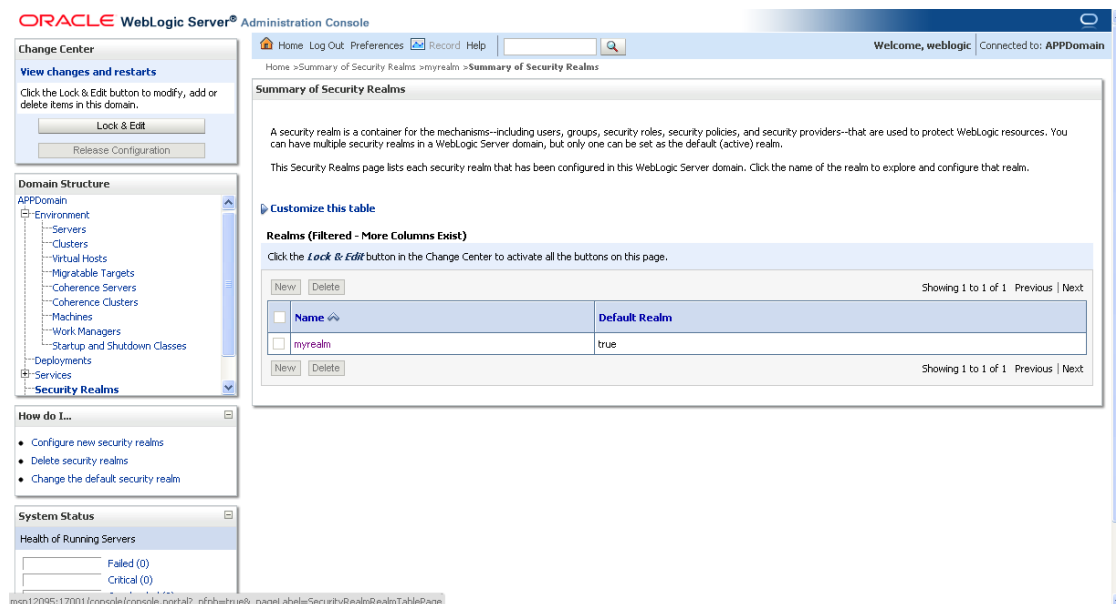 ORACLE WebLogic Server® Administration Console
Change Center
View changes and restarts
Click the Lock & Edit button to modify, add or
delete items in this domain.
Lock & Edit
Release Configuration
Domain Structure
APPDomain
Environment
Servers
Clusters
Virtual Hosts
Migratable Targets
Coherence Servers
Coherence Clusters
Machines
Work Managers
Startup and Shutdown Classes
Deployments
Services
Security Realms
How do I...
Configure new security realms
Delete security realms
Change the default security realm
System Status
Health of Running Servers
Failed (0)
Critical (0)
Home Log Out Preferences Record Help
Welcome, weblogic Connected to: APPDomain
Home >Summary of Security Realms >myrealm >Summary of Security Realms
Summary of Security Realms
A security realm is a container for the mechanisms--including users, groups, security roles, security policies, and security providers--that are used to protect WebLogic resources. You
can have multiple security realms in a WebLogic Server domain, but only one can be set as the default (active) realm.
This Security Realms page lists each security realm that has been configured in this WebLogic Server domain. Click the name of the realm to explore and configure that realm.
Customize this table
Realms (Filtered - More Columns Exist)
Click the Lock & Edit button in the Change Center to activate all the buttons on this page.
New Delete Showing 1 to 1 of 1 Previous | Next
Name Default Realm
myrealm true
New Delete Showing 1 to 1 of 1 Previous | Next
msp12095:17001/console/console.portal?_nfpb=true&_pageLabel=SecurityRealmRealmTablePage